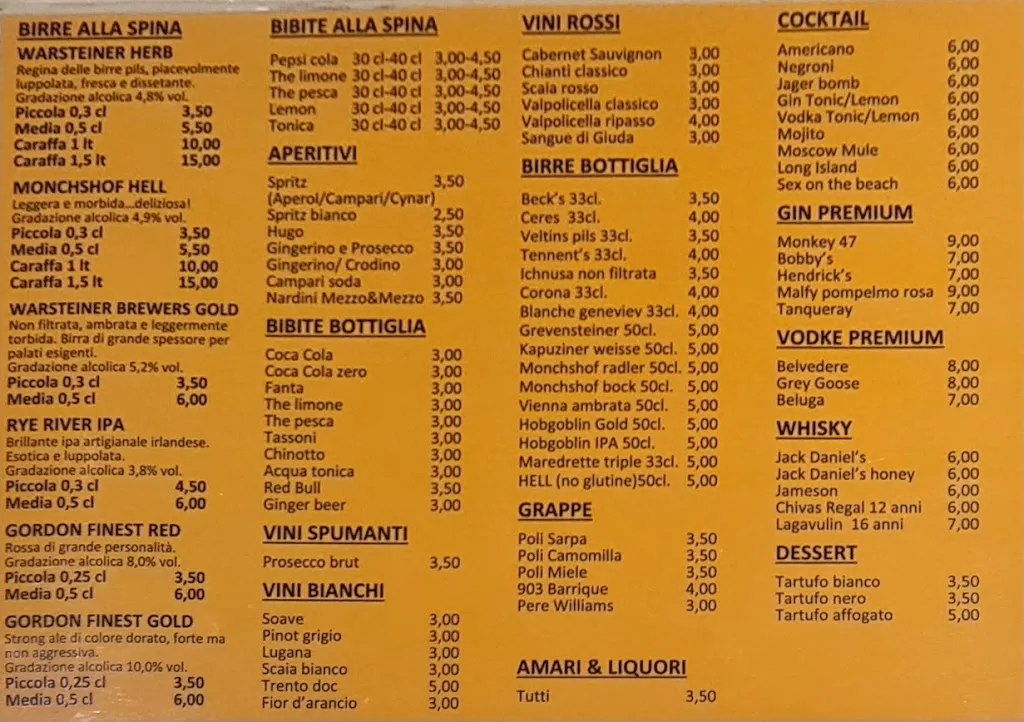 BIRRE ALLA SPINA
WARSTEINER HERB
Regina delle birre pils, piacevolmente
luppolata, fresca e dissetante.
Gradazione alcolica 4,8% vol.
Piccola 0,3 cl 3,50
Media 0,5 cl 5,50
Caraffa 1 lt 10,00
Caraffa 1,5 lt 15,00
MONCHSHOF HELL
Leggera e morbida...deliziosa!
Gradazione alcolica 4,9% vol.
Piccola 0,3 cl 3,50
Media 0,5 cl 5,50
Caraffa 1 lt 10,00
Caraffa 1,5 lt 15,00
WARSTEINER BREWERS GOLD
Non filtrata, ambrata e leggermente
torbida. Birra di grande spessore per
palati esigenti.
Gradazione alcolica 5,2% vol.
Piccola 0,3 cl 3,50
Media 0,5 cl 6,00
RYE RIVER IPA
Brillante ipa artigianale irlandese.
Esotica e luppolata.
Gradazione alcolica 3,8% vol.
Piccola 0,3 cl 4,50
Media 0,5 cl 6,00
GORDON FINEST RED
Rossa di grande personalità.
Gradazione alcolica 8,0% vol.
Piccola 0,25 cl 3,50
Media 0,5 cl 6,00
GORDON FINEST GOLD
Strong ale di colore dorato, forte ma
non aggressiva.
Gradazione alcolica 10,0% vol.
Piccola 0,25 cl 3,50
Media 0,5 cl 6,00
BIBITE ALLA SPINA
Pepsi cola 30 cl-40 cl 3,00-4,50
The limone 30 cl-40 cl 3,00-4,50
The pesca 30 cl-40 cl 3,00-4,50
Lemon 30 cl-40 cl 3,00-4,50
Tonica 30 cl-40 cl 3,00-4,50
APERITIVI
Spritz 3,50
(Aperol/Campari/Cynar)
Spritz bianco 2,50
Hugo 3,50
Gingerino e Prosecco 3,50
Gingerino/ Crodino 3,00
Campari soda 3,00
Nardini Mezzo&Mezzo 3,50
BIBITE BOTTIGLIA
Coca Cola 3,00
Coca Cola zero 3,00
Fanta 3,00
The limone 3,00
The pesca 3,00
Tassoni 3,00
Chinotto 3,00
Acqua tonica 3,00
Red Bull 3,50
Ginger beer 3,00
VINI SPUMANTI
Prosecco brut 3,50
VINI BIANCHI
Soave 3,00
Pinot grigio 3,00
Lugana 3,00
Scaia bianco 3,00
Trento doc 5,00
Fior d'arancio 3,00
VINI ROSSI
Cabernet Sauvignon 3,00
Chianti classico 3,00
Scaia rosso 3,00
Valpolicella classico 3,00
Valpolicella ripasso 4,00
Sangue di Giuda 3,00
BIRRE BOTTIGLIA
Beck's 33cl. 3,50
Ceres 33cl. 4,00
Veltins pils 33cl. 3,50
Tennent's 33cl. 4,00
Ichnusa non filtrata 3,50
Corona 33cl. 4,00
Blanche geneviev 33cl. 4,00
Grevensteiner 50cl. 5,00
Kapuziner weisse 50cl. 5,00
Monchshof radler 50cl. 5,00
Monchshof bock 50cl. 5,00
Vienna ambrata 50cl. 5,00
Hobgoblin Gold 50cl. 5,00
Hobgoblin IPA 50cl. 5,00
Maredrette triple 33cl. 5,00
HELL (no glutine)50cl. 5,00
GRAPPE
Poli Sarpa 3,50
Poli Camomilla 3,50
Poli Miele 3,50
903 Barrique 4,00
Pere Williams 3,00
AMARI & LIQUORI
Tutti 3,50
COCKTAIL
Americano 6,00
Negroni 6,00
Jager bomb 6,00
Gin Tonic/Lemon 6,00
Vodka Tonic/Lemon 6,00
Mojito 6,00
Moscow Mule 6,00
Long Island 6,00
Sex on the beach 6,00
GIN PREMIUM
Monkey 47 9,00
Bobby's 7,00
Hendrick's 7,00
Malfy pompelmo rosa 9,00
Tanqueray 7,00
VODKE PREMIUM
Belvedere 8,00
Grey Goose 8,00
Beluga 7,00
WHISKY
Jack Daniel's 6,00
Jack Daniel's honey 6,00
Jameson 6,00
Chivas Regal 12 anni 6,00
Lagavulin 16 anni 7,00
DESSERT
Tartufo bianco 3,50
Tartufo nero 3,50
Tartufo affogato 5,00